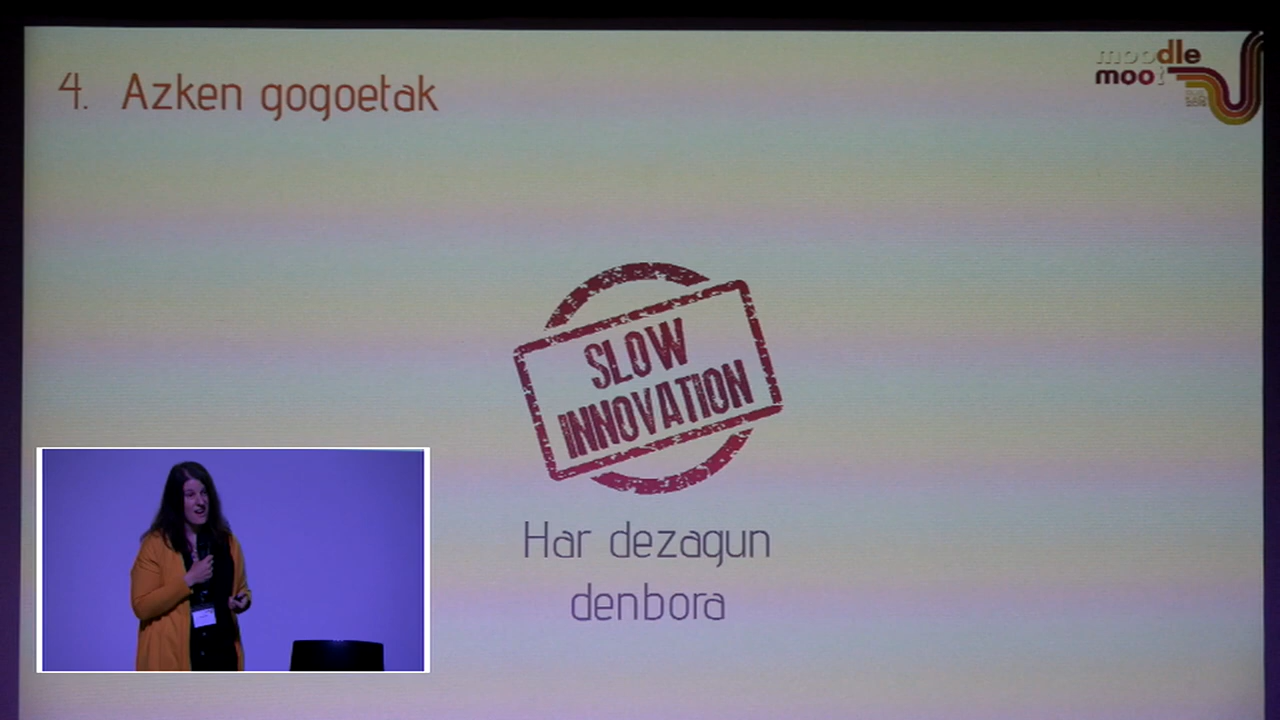 4. Azken gogoetak
moodle
moot
SLOW
INNOVATION
Har dezagun
denbora